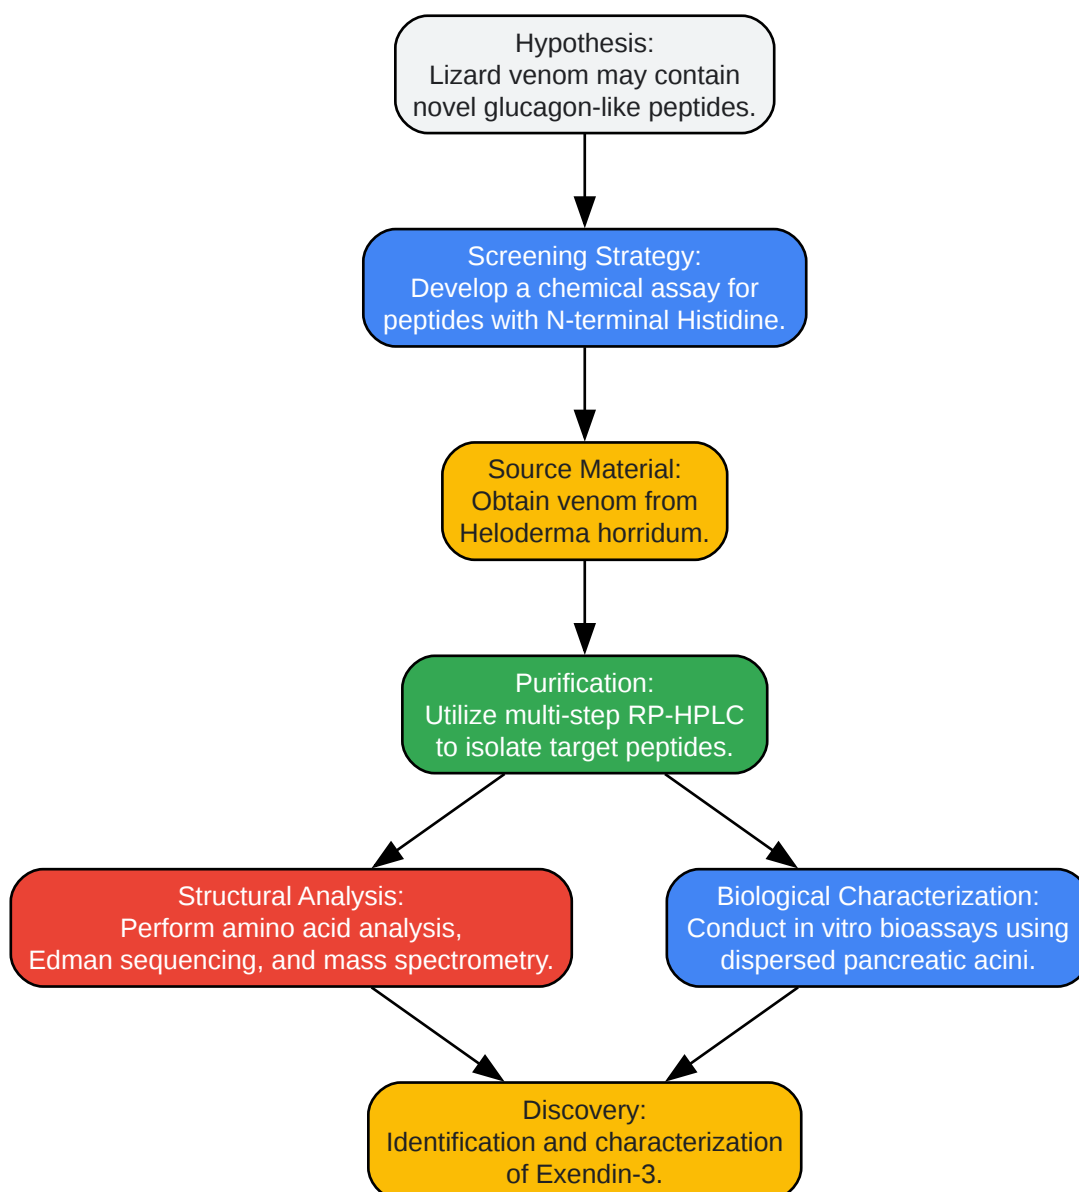 Hypothesis:
Lizard venom may contain
novel glucagon-like peptides.
Screening Strategy:
Develop a chemical assay for
peptides with N-terminal Histidine.
Source Material:
Obtain venom from
Heloderma horridum.
Purification:
Utilize multi-step RP-HPLC
to isolate target peptides.
Structural Analysis:
Perform amino acid analysis,
Edman sequencing, and mass spectrometry.
Biological Characterization:
Conduct in vitro bioassays using
dispersed pancreatic acini.
Discovery:
Identification and characterization
of Exendin-3.